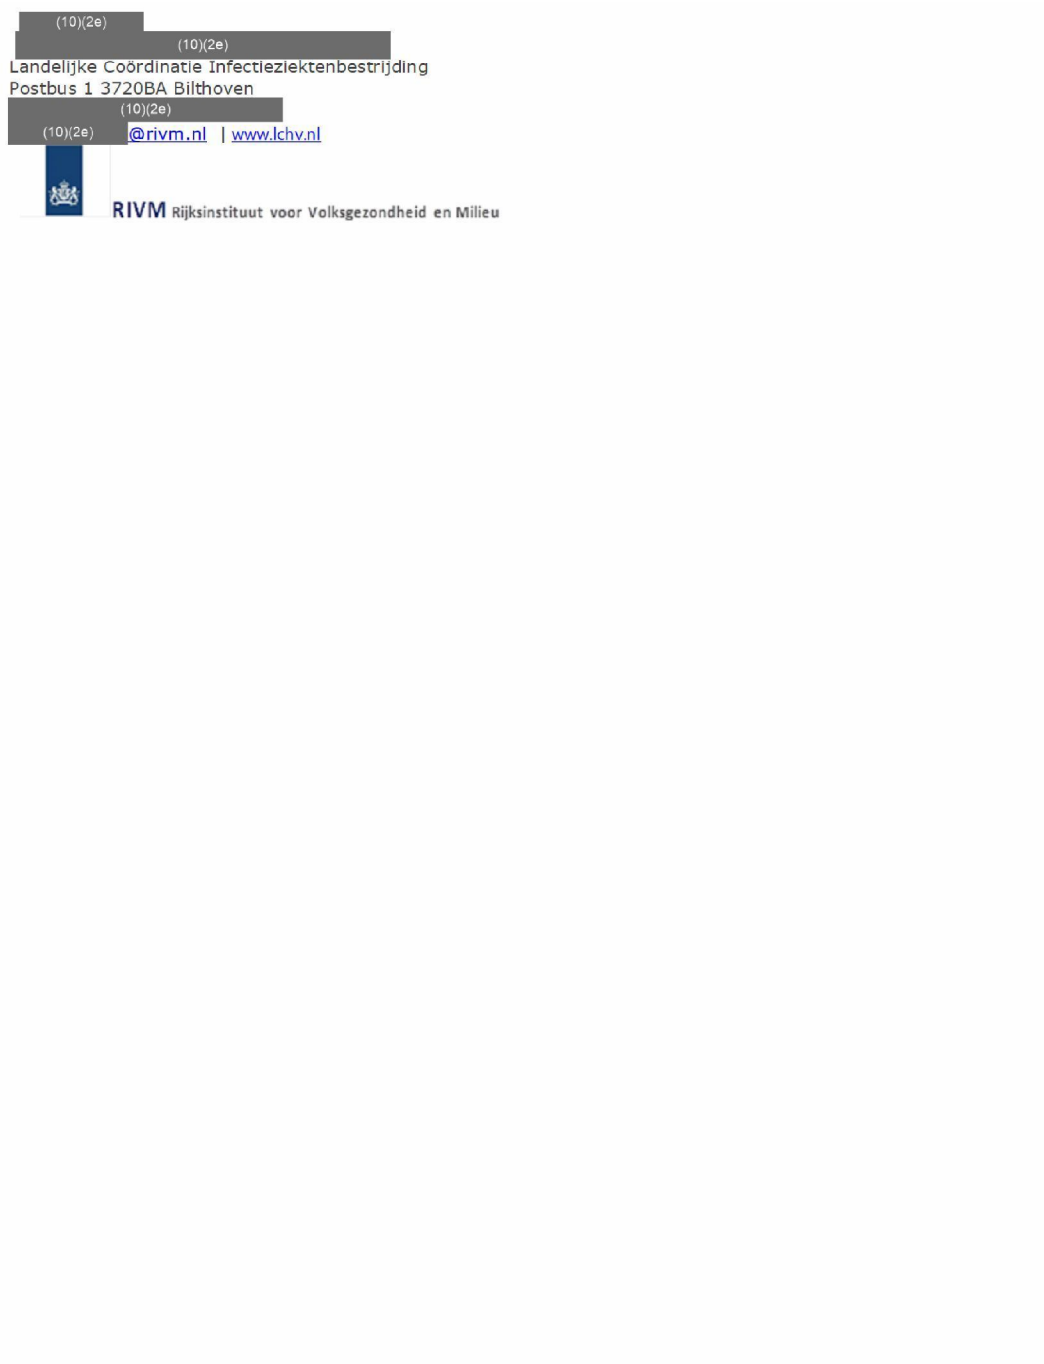 (10)(2e)
(10)(2e)
Landelijke Coördinatie Infectieziektenbestrijding
Postbus 1 3720BA Bilthoven
(10)(2e)
(10)(2e) @rivm.nl | www.lchv.nl
RIVM Rijksinstituut voor Volksgezondheid en Milieu